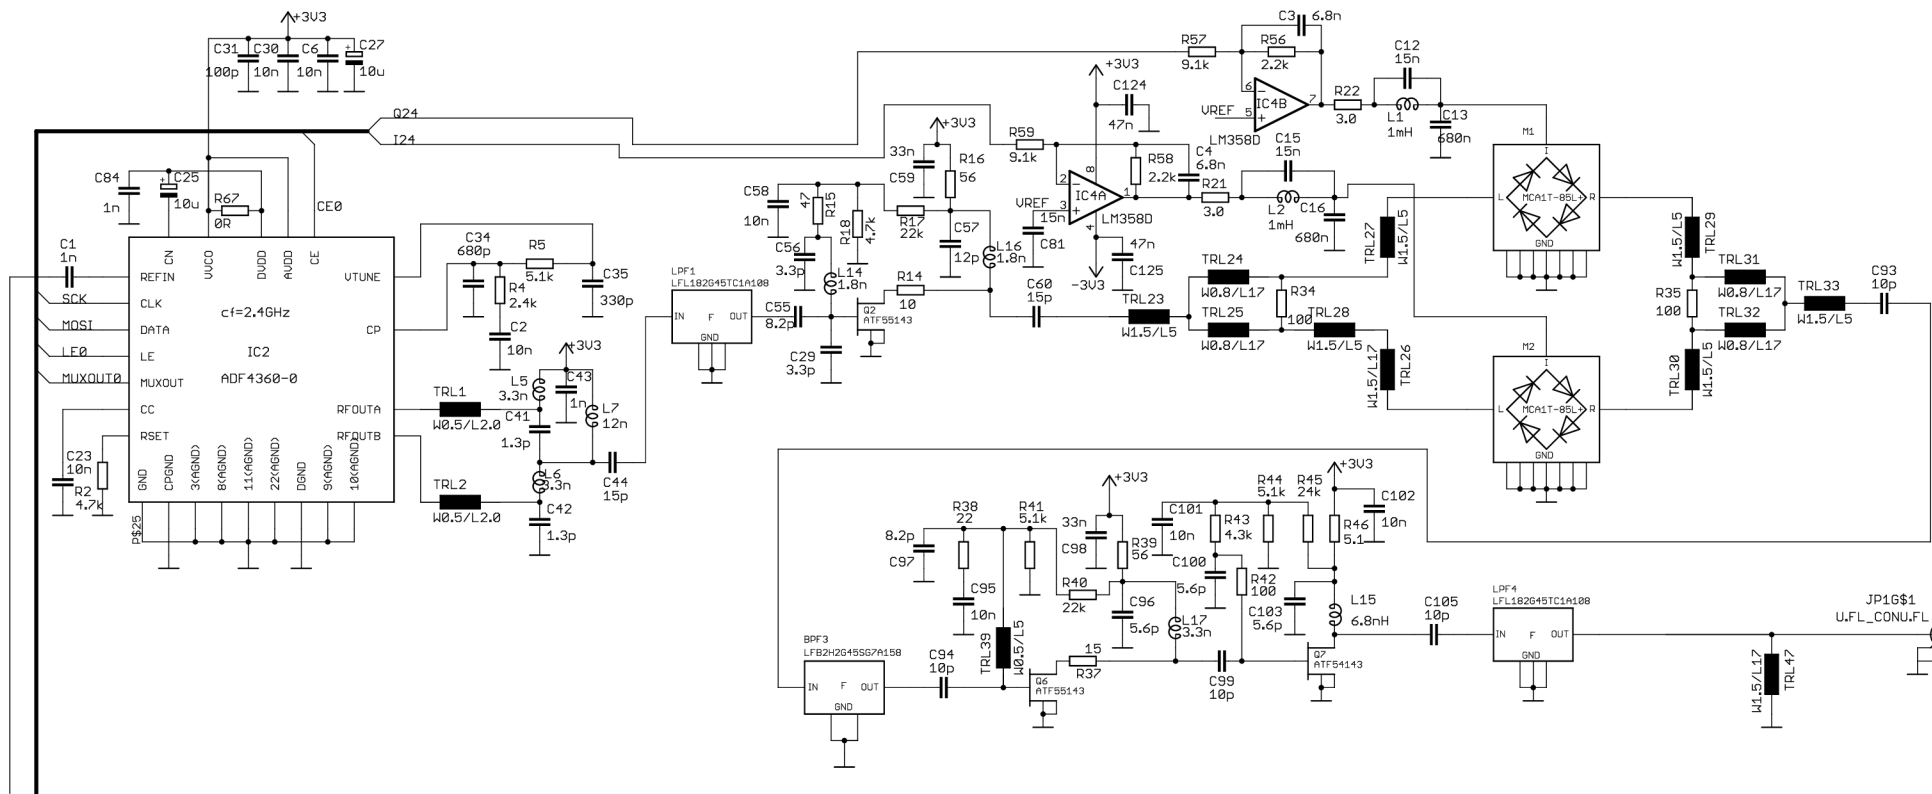 +3V3
C31
C30
C6
C27
100p
10n
10n
10u
Q24
I24
C84
1n
C25
10u
R67
0R
CE0
C1
1n
CN
VVCO
DVDD
AVDD
CE
REFIN
CLK
DATA
LE
MUXOUT
CC
RSET
SCK
MOSI
LE0
MUXOUT0
cf=2.4GHz
IC2
ADF4360-0
VTUNE
CP
RFOUTA
RFOUTB
GND
CPGND
3(AGND)
8(AGND)
11(AGND)
22(AGND)
DGND
9(AGND)
10(AGND)
P$25
C23
10n
R2
4.7k
C34
680p
R5
5.1k
R4
2.4k
C35
330p
C2
10n
+3V3
TRL1
W0.5/L2.0
TRL2
W0.5/L2.0
L5
3.3n
C43
1n
L7
12n
C41
1.3p
L6
3.3n
C42
1.3p
C44
15p
LPF1
LFL182G45TC1A108
IN
F
OUT
GND
C55
8.2p
C58
10n
47
R15
R18
4.7k
C56
3.3p
L14
1.8n
C29
3.3p
Q2
ATF55143
R14
10
33n
C59
+3V3
R16
56
R17
22k
C57
12p
L16
1.8n
C60
15p
R59
9.1k
VREF
15n
C81
+3V3
C124
47n
2
3
8
4
1
IC4A
LM358D
R58
2.2k
C4
6.8n
47n
C125
-3V3
R57
9.1k
C3
6.8n
R56
2.2k
VREF
6
5
7
IC4B
LM358D
R22
3.0
C12
15n
L1
1mH
C13
680n
R21
3.0
C15
15n
L2
1mH
C16
680n
TRL23
W1.5/L5
TRL24
W0.8/L17
TRL25
W0.8/L17
R34
100
TRL28
W1.5/L5
TRL27
W1.5/L5
TRL26
W1.5/L17
M1
I
L
MCA1T-85L+
R
GND
M2
I
L
MCA1T-85L+
R
GND
TRL29
W1.5/L5
TRL30
W1.5/L5
R35
100
TRL31
W0.8/L17
TRL32
W0.8/L17
TRL33
W1.5/L5
C93
10p
BPF3
LFB2H2G45SG7A158
IN
F
OUT
GND
C94
10p
8.2p
C97
R38
22
C95
10n
TRL39
W0.5/L5
R41
5.1k
Q6
ATF55143
15
R37
33n
C98
+3V3
R39
56
R40
22k
C96
5.6p
L17
3.3n
C99
10p
C101
10n
R43
4.3k
C100
5.6p
R42
100
R44
5.1k
R45
24k
+3V3
R46
5.1
C102
10n
C103
5.6p
L15
6.8nH
Q7
ATF54143
C105
10p
LPF4
LFL182G45TC1A108
IN
F
OUT
GND
TRL47
W1.5/L17
JP1G$1
U.FL_CONU.FL